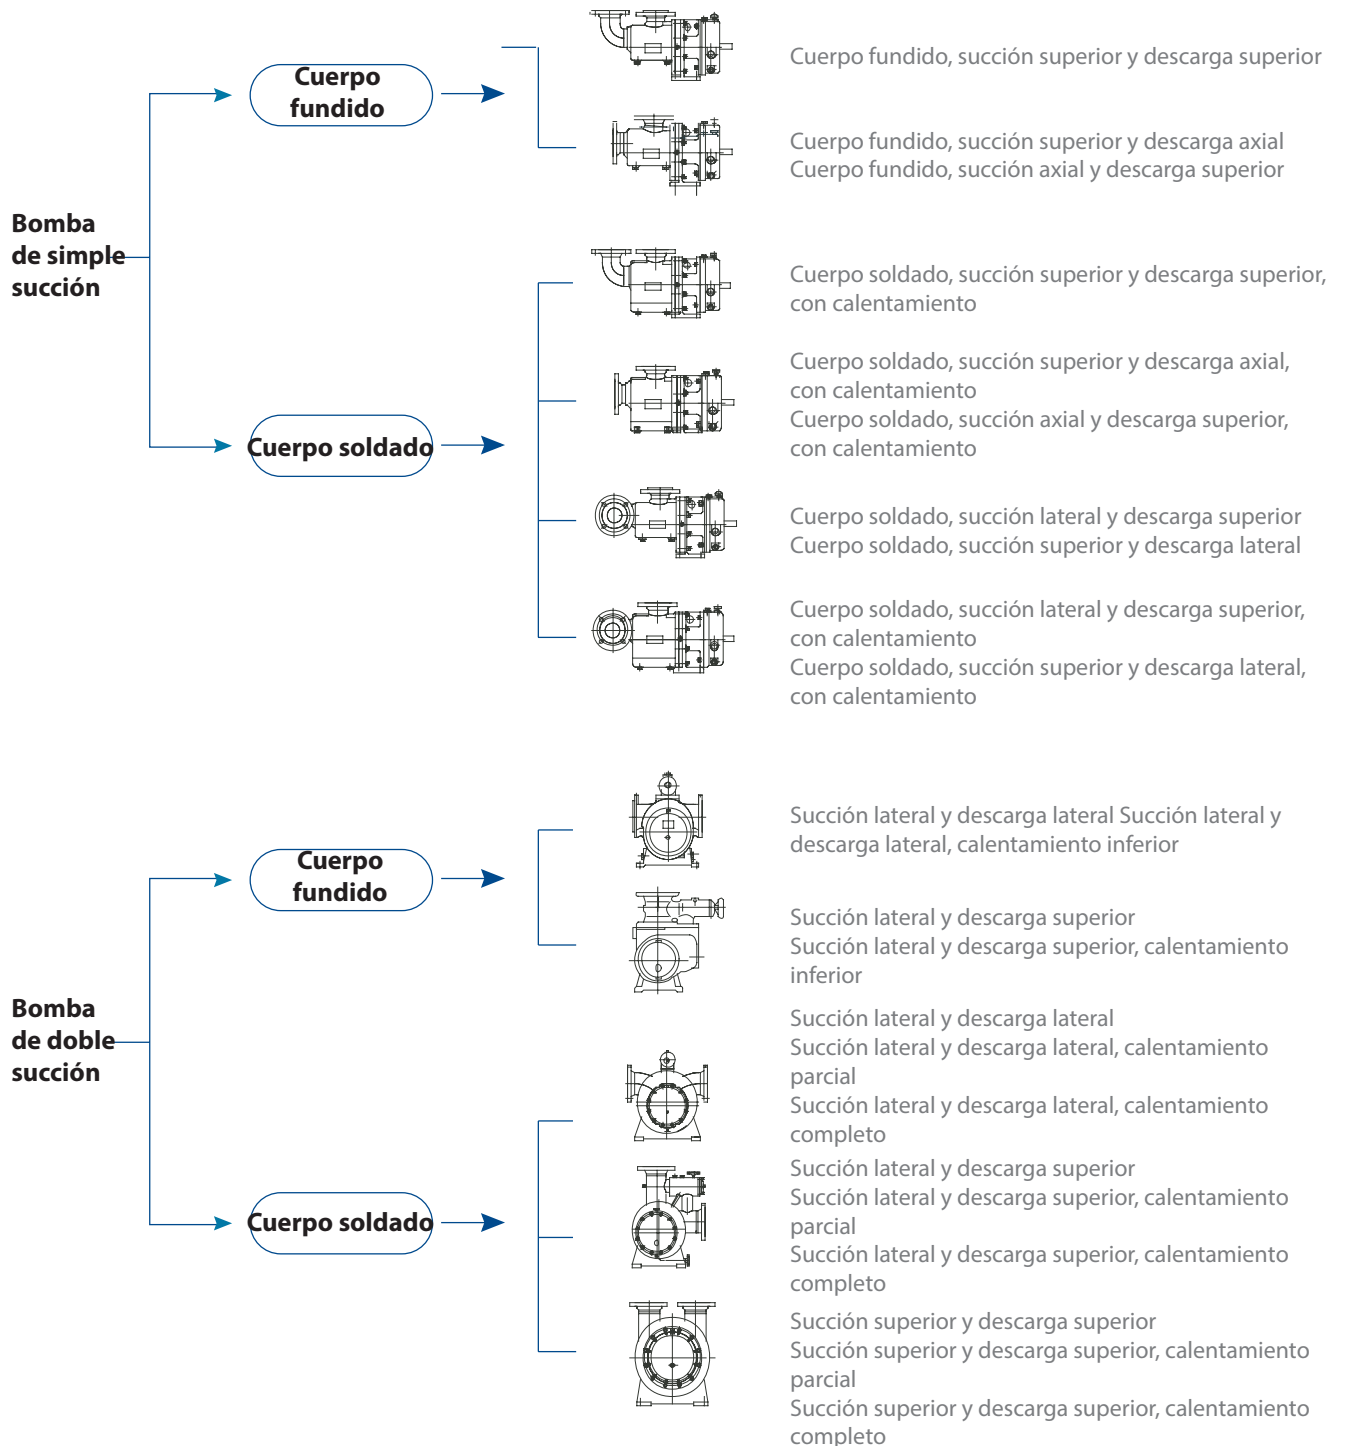 Bomba
de simple
succión
Cuerpo
fundido
Cuerpo fundido, succión superior y descarga superior
Cuerpo fundido, succión superior y descarga axial
Cuerpo fundido, succión axial y descarga superior
Cuerpo soldado
Cuerpo soldado, succión superior y descarga superior,
con calentamiento
Cuerpo soldado, succión superior y descarga axial,
con calentamiento
Cuerpo soldado, succión axial y descarga superior,
con calentamiento
Cuerpo soldado, succión lateral y descarga superior
Cuerpo soldado, succión superior y descarga lateral
Cuerpo soldado, succión lateral y descarga superior,
con calentamiento
Cuerpo soldado, succión superior y descarga lateral,
con calentamiento
Bomba
de doble
succión
Cuerpo
fundido
Succión lateral y descarga lateral Succión lateral y
descarga lateral, calentamiento inferior
Succión lateral y descarga superior
Succión lateral y descarga superior, calentamiento
inferior
Cuerpo soldado
Succión lateral y descarga lateral
Succión lateral y descarga lateral, calentamiento
parcial
Succión lateral y descarga lateral, calentamiento
completo
Succión lateral y descarga superior
Succión lateral y descarga superior, calentamiento
parcial
Succión lateral y descarga superior, calentamiento
completo
Succión superior y descarga superior
Succión superior y descarga superior, calentamiento
parcial
Succión superior y descarga superior, calentamiento
completo